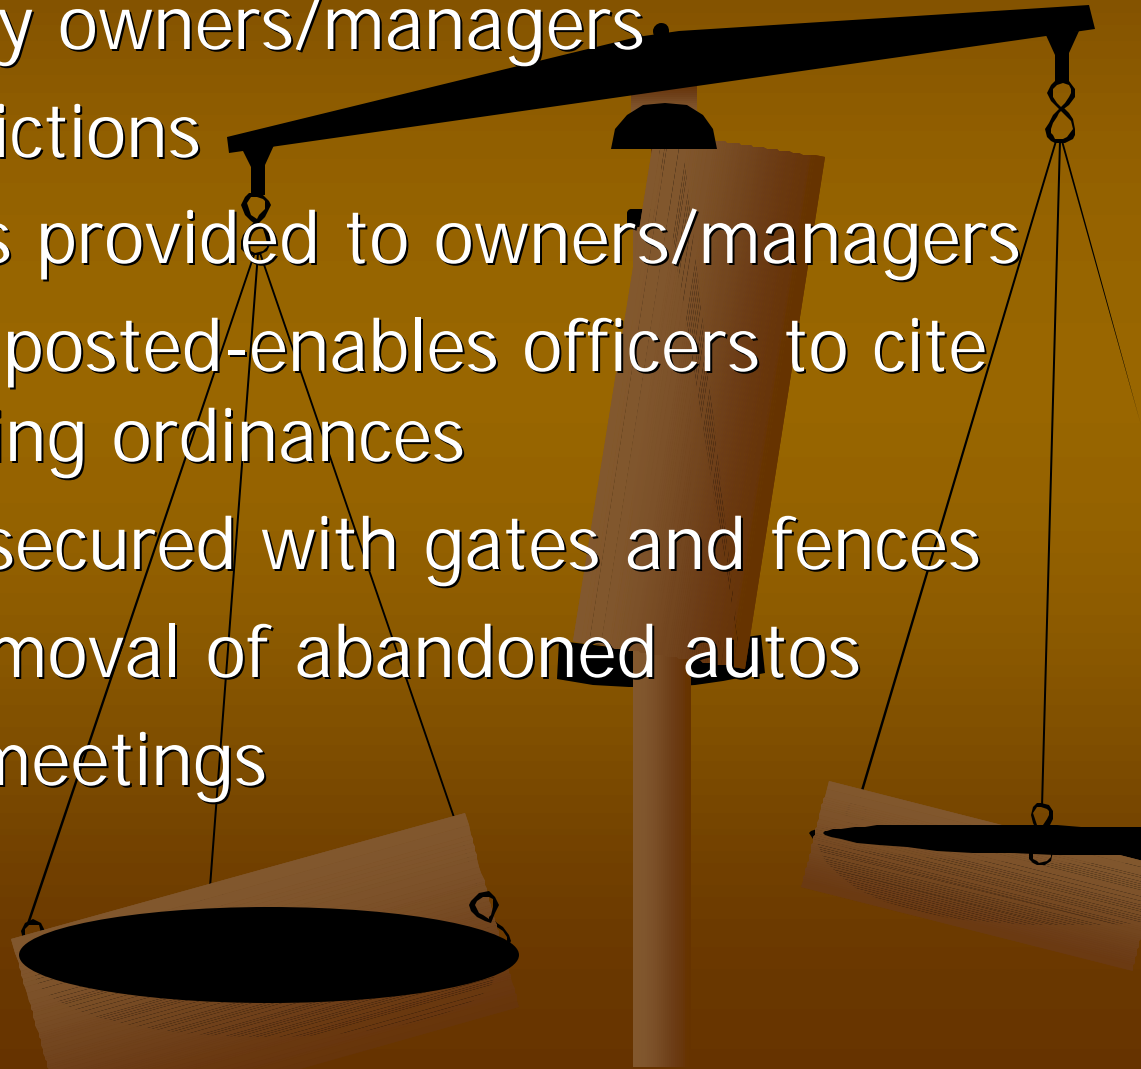 y owners/managers
ictions
s provided to owners/managers
posted-enables officers to cite
ing ordinances
secured with gates and fences
moval of abandoned autos
meetings